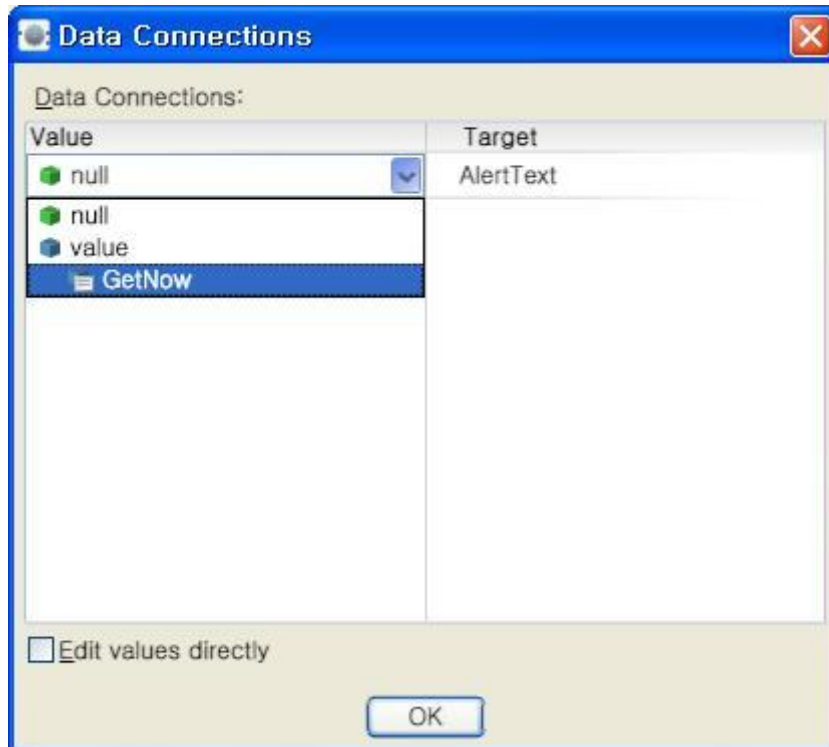 Data Connections
Data Connections:
Value Target
null AlertText
null
value
GetNow
Edit values directly
OK